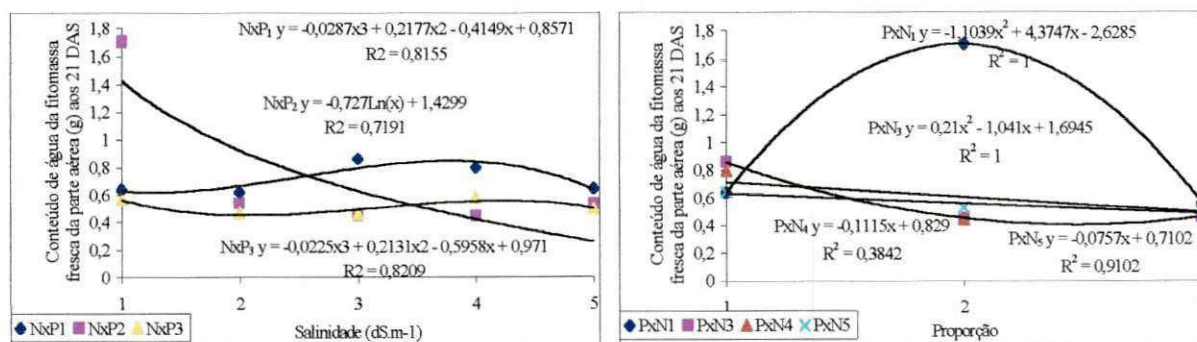 Conteúdo de água da fitomassa
fresca da parte aérea (g) aos 21 DAS
1,8
1,6
1,4
1,2
1
0,8
0,6
0,4
0,2
0
NxP₁ y = -0,0287x3 + 0,2177x2 - 0,4149x + 0,8571
R2 = 0,8155
NxP₂ y = -0,727Ln(x) + 1,4299
R2 = 0,7191
NxP₃ y = -0,0225x3 + 0,2131x2 - 0,5958x + 0,971
R2 = 0,8209
1 2 3 4 5
Salinidade (dS.m-1)
NxP1 NxP2 NxP3
Conteúdo de água da fitomassa
fresca da parte aérea (g) aos 21 DAS
1,8
1,6
1,4
1,2
1
0,8
0,6
0,4
0,2
0
PxN₁ y = -1,1039x² + 4,3747x - 2,6285
R² = 1
PxN₃ y = 0,21x² - 1,041x + 1,6945
R² = 1
PxN₄ y = -0,1115x + 0,829
R² = 0,3842
PxN₅ y = -0,0757x + 0,7102
R² = 0,9102
1 2
Proporção
PxN1 PxN3 PxN4 PxN5